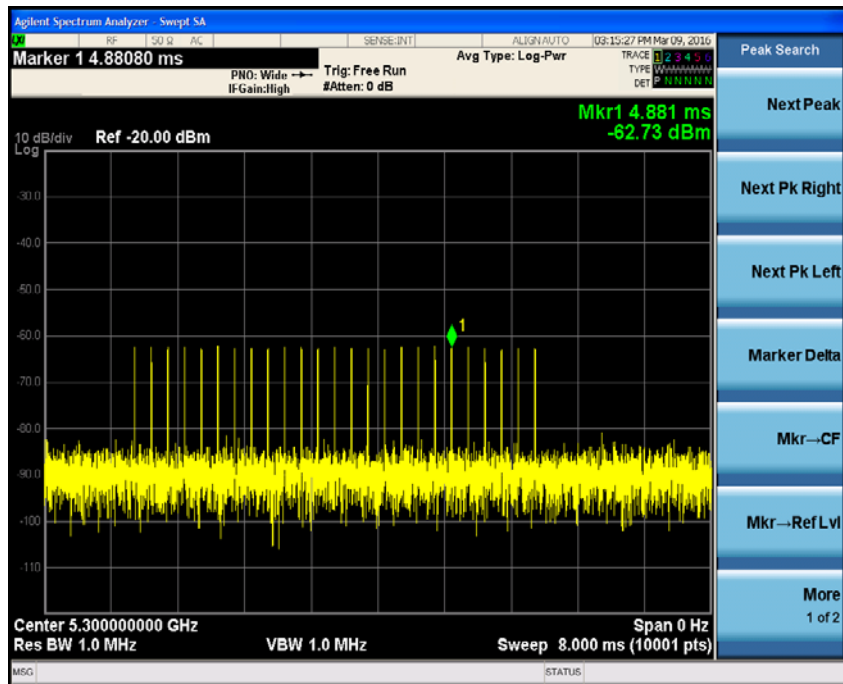 Agilent Spectrum Analyzer - Swept SA
LXI RF 50 Ω AC SENSE:INT ALIGN AUTO 03:15:27 PM Mar 09, 2016
Marker 1 4.88080 ms
PNO: Wide
IFGain:High
Trig: Free Run
#Atten: 0 dB
Avg Type: Log-Pwr
TRACE 1 2 3 4 5 6
TYPE WWWWWW
DET P N N N N N
Peak Search
Next Peak
Mkr1 4.881 ms
-62.73 dBm
10 dB/div Ref -20.00 dBm
Log
Next Pk Right
-30.0
-40.0
Next Pk Left
-50.0
-60.0
1
Marker Delta
-70.0
-80.0
Mkr→CF
-90.0
-100
Mkr→Ref Lvl
-110
More
1 of 2
Center 5.300000000 GHz Span 0 Hz
Res BW 1.0 MHz VBW 1.0 MHz Sweep 8.000 ms (10001 pts)
MSG STATUS